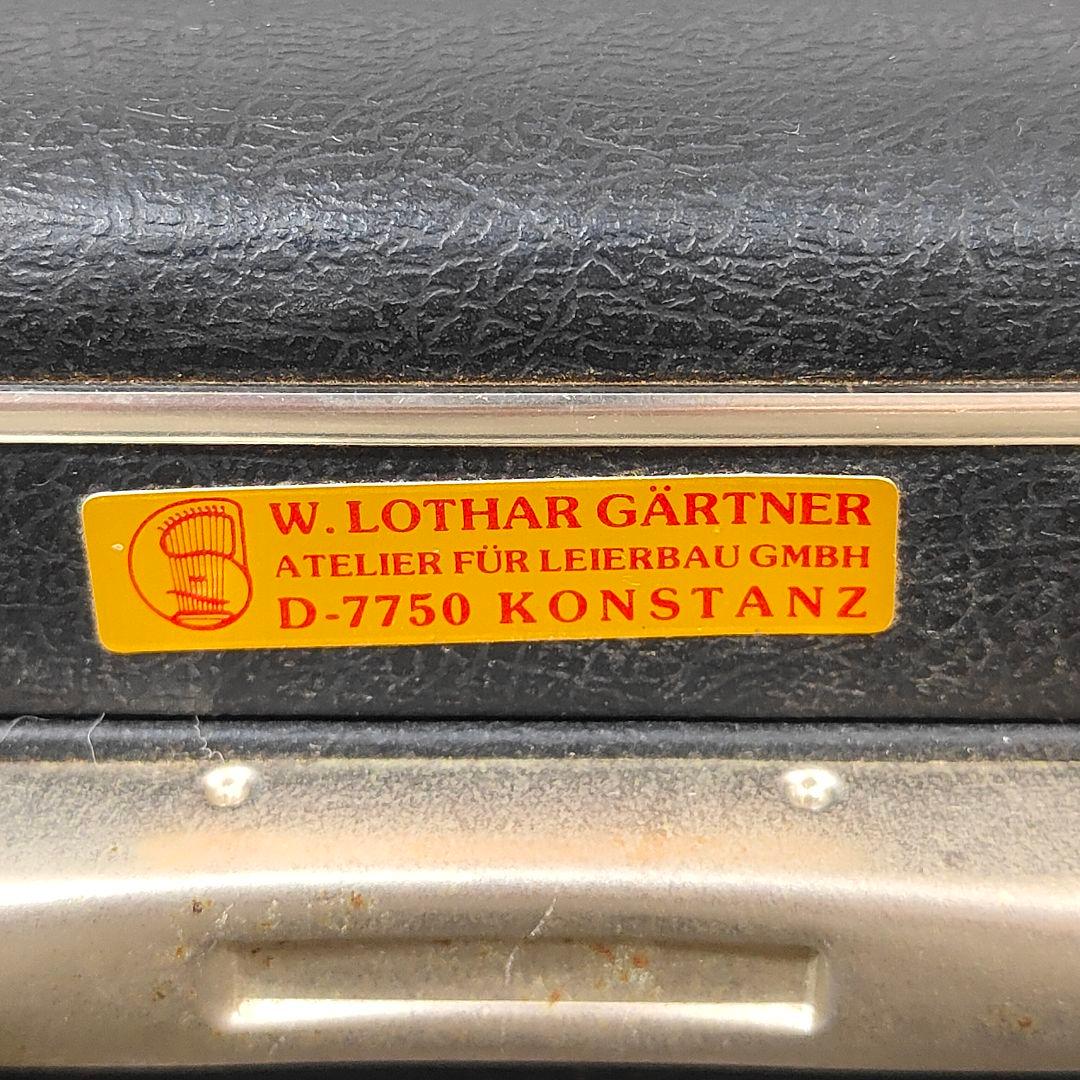 W. LOTHAR GÄRTNER
ATELIER FÜR LEIERBAU GMBH
D-7750 KONSTANZ